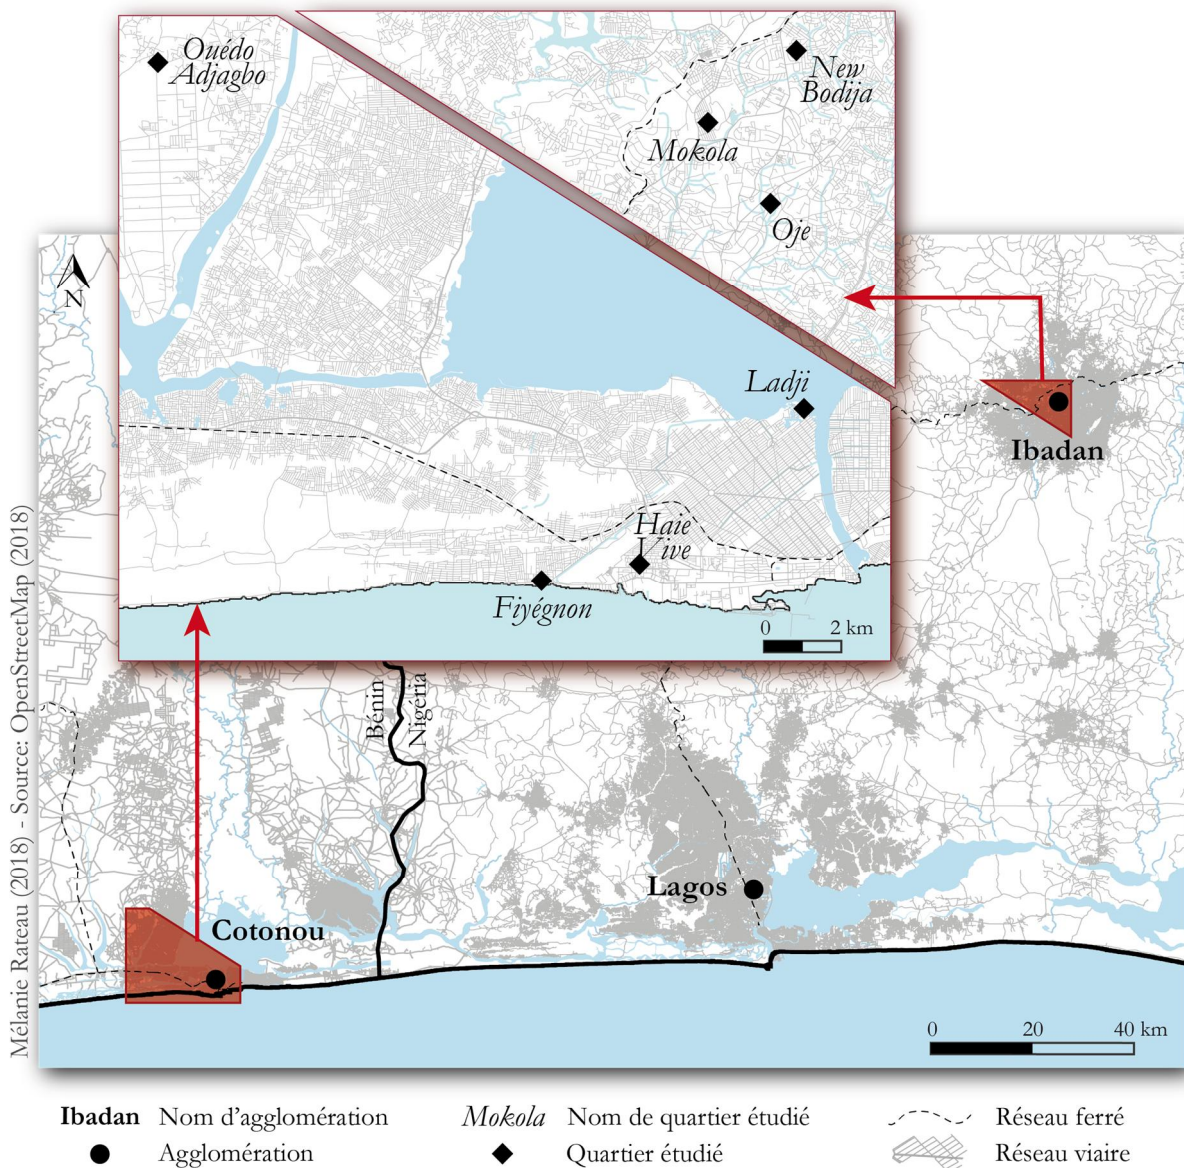 Ouédo
Adjagbo
New
Bodija
Mokola
Oje
N
Ladji
Ibadan
Haie
Vive
Fiyégnon
0 2 km
Bénin
Nigéria
Lagos
Cotonou
0 20 40 km
Mélanie Rateau (2018) - Source: OpenStreetMap (2018)
Ibadan Nom d'agglomération Mokola Nom de quartier étudié Réseau ferré
Agglomération Quartier étudié Réseau viaire